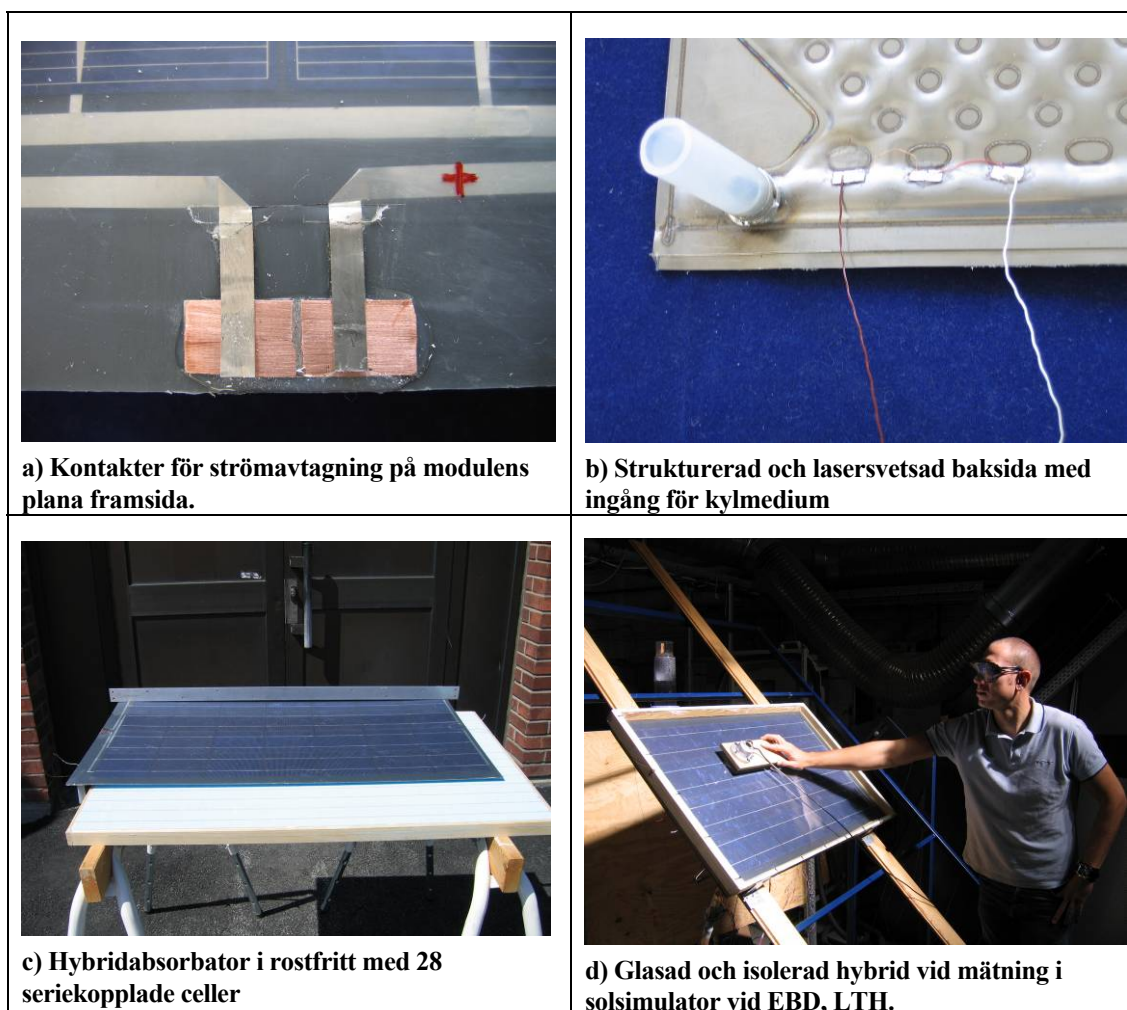 a) Kontakter för strömavtagning på modulens
plana framsida.
b) Strukturerad och lasersvetsad baksida med
ingång för kylmedium
c) Hybridabsorbator i rostfritt med 28
seriekopplade celler
d) Glasad och isolerad hybrid vid mätning i
solsimulator vid EBD, LTH.